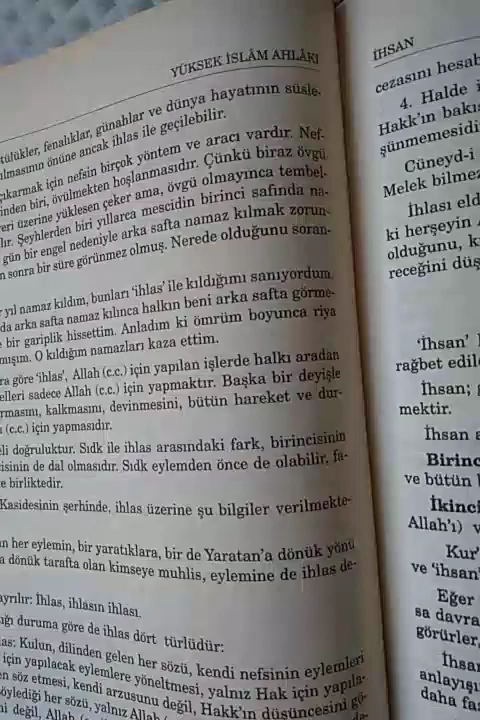 YÜKSEK İSLÂM AHLÂKI
tülükler, fenalıklar, günahlar ve dünya hayatının süsle-
ılmasının önüne ancak ihlas ile geçilebilir.
çıkarmak için nefsin birçok yöntem ve aracı vardır. Nef-
inden biri, övülmekten hoşlanmasıdır. Çünkü biraz övgü
eri üzerine yüklesen çeker ama, övgü olmayınca tembel-
lır. Şeyhlerden biri yıllarca mescidin birinci safında na-
gün bir engel nedeniyle arka safta namaz kılmak zorun-
n sonra bir süre görünmez olmuş. Nerede olduğunu soran-
r yıl namaz kıldım, bunları 'ihlas' ile kıldığımı sanıyordum.
da arka safta namaz kılınca halkın beni arka safta görme-
bir gariplik hissettim. Anladım ki ömrüm boyunca riya
mışım. O kıldığım namazları kaza ettim.
ra göre 'ihlas', Allah (c.c.) için yapılan işlerde halkı aradan
elleri sadece Allah (c.c.) için yapmaktır. Başka bir deyişle
rmasını, kalkmasını, devinmesini, bütün hareket ve dur-
(c.c.) için yapmasıdır.
eli doğruluktur. Sıdk ile ihlas arasındaki fark, birincisinin
isinin de dal olmasıdır. Sıdk eylemden önce de olabilir, fa-
e birliktedir.
Kasidesinin şerhinde, ihlas üzerine şu bilgiler verilmekte-
n her eylemin, bir yaratıklara, bir de Yaratan'a dönük yönü
a dönük tarafta olan kimseye muhlis, eylemine de ihlas de-
ayrılır: İhlas, ihlasın ihlası.
ığı duruma göre de ihlas dört türlüdür:
las: Kulun, dilinden gelen her sözü, kendi nefsinin eylemleri
için yapılacak eylemlere yöneltmesi, yalnız Hak için yapıla-
n söz etmesi, kendi arzusunu değil, Hakk'ın düşüncesini gö-
öylediği her sözü, yalnız Allah
ni değil, Allah
İHSAN
cezasını hesab
4. Halde i
Hakk'ın bakış
şünmemesidi
Cüneyd-i
Melek bilmez
İhlası eld
ki herşeyin A
olduğunu, k
receğini düş
'İhsan'
rağbet edile
İhsan; g
mektir.
İhsan a
Birinc
ve bütün
İkinci
Allah'ı) v
Kur'
ve 'ihsan'
Eğer
sa davra
görürler,
İhsan
anlayışı
daha fa